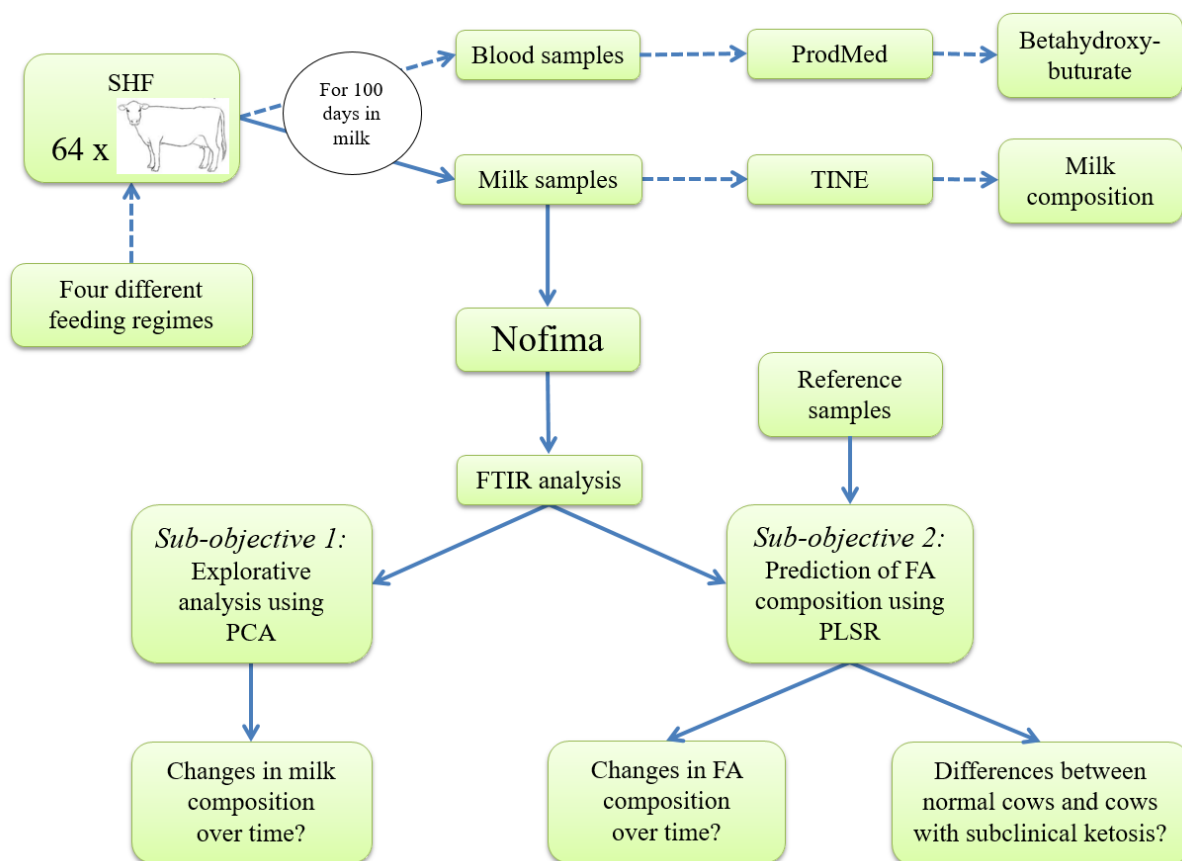 SHF
64 x
For 100
days in
milk
Blood samples
ProdMed
Betahydroxy-
buturate
Milk samples
TINE
Milk
composition
Four different
feeding regimes
Nofima
Reference
samples
FTIR analysis
Sub-objective 1:
Explorative
analysis using
PCA
Sub-objective 2:
Prediction of FA
composition using
PLSR
Changes in milk
composition
over time?
Changes in FA
composition
over time?
Differences between
normal cows and cows
with subclinical ketosis?